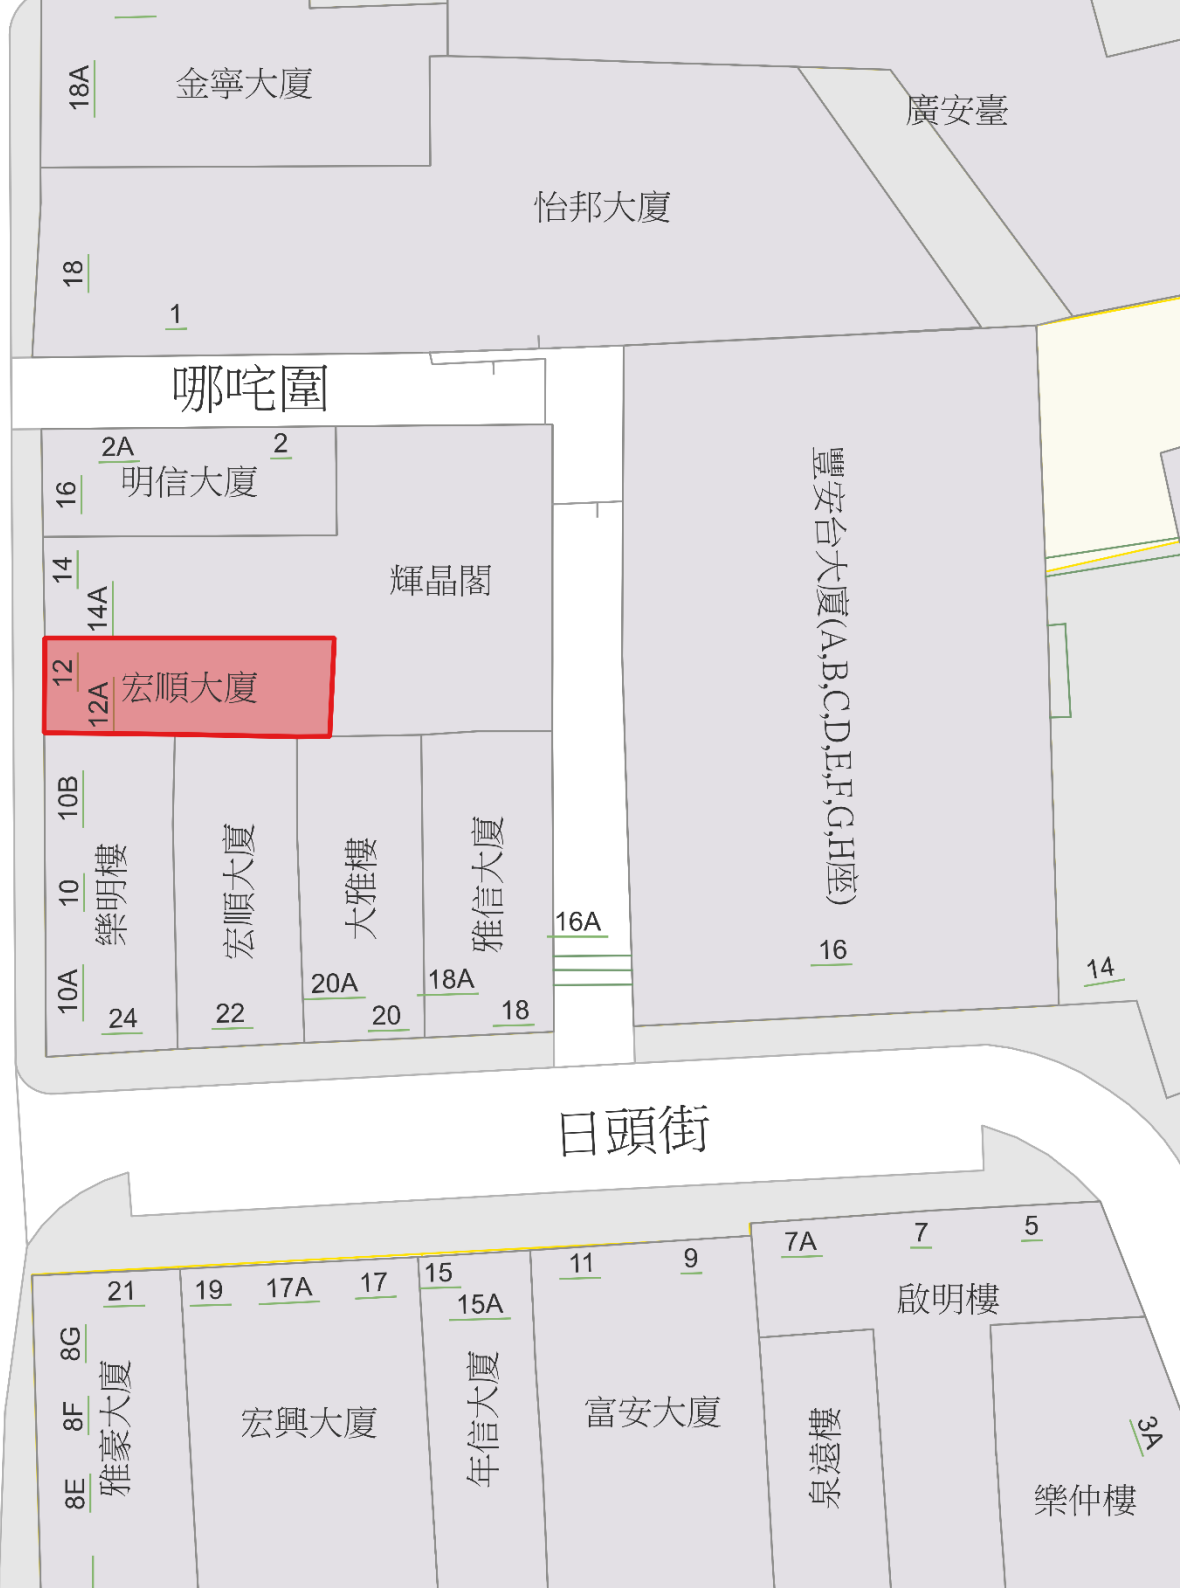 18A
金寧大廈
廣安臺
怡邦大廈
18
1
哪咤圍
2A
2
明信大廈
16
14
14A
輝晶閣
12
12A
宏順大廈
豐安台大廈(A,B,C,D,E,F,G,H座)
16
14
10B
10
10A
樂明樓
24
宏順大廈
22
大雅樓
20A
20
雅信大廈
18A
18
16A
日頭街
21
19
17A
17
15
15A
11
9
7A
7
5
8G
8F
8E
雅豪大廈
宏興大廈
年信大廈
富安大廈
啟明樓
泉遠樓
樂仲樓
3A